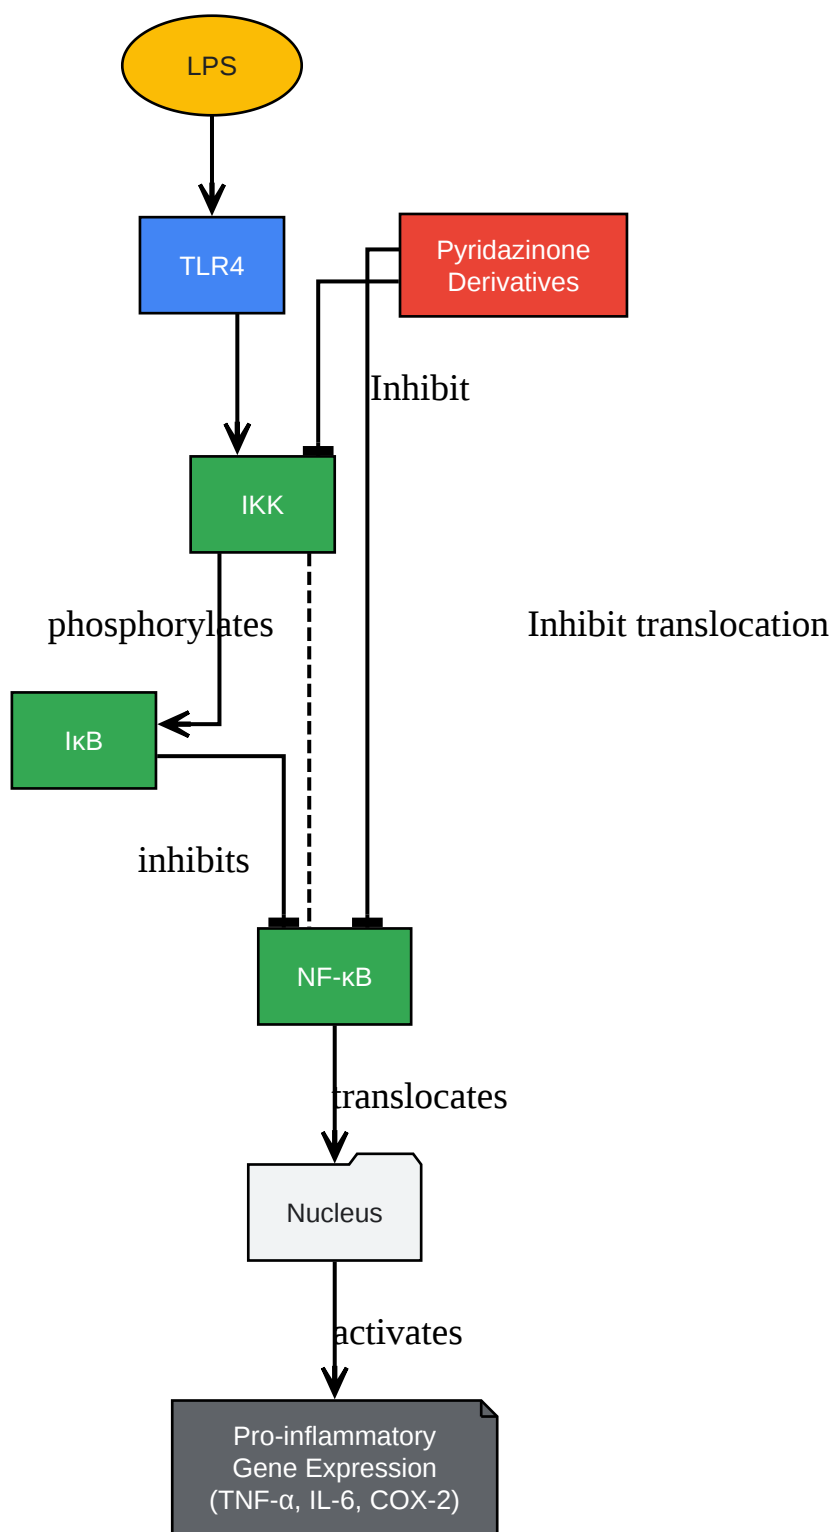 LPS
TLR4
Pyridazinone
Derivatives
Inhibit
IKK
phosphorylates
Inhibit translocation
IκB
inhibits
NF-κB
translocates
Nucleus
activates
Pro-inflammatory
Gene Expression
(TNF-α, IL-6, COX-2)